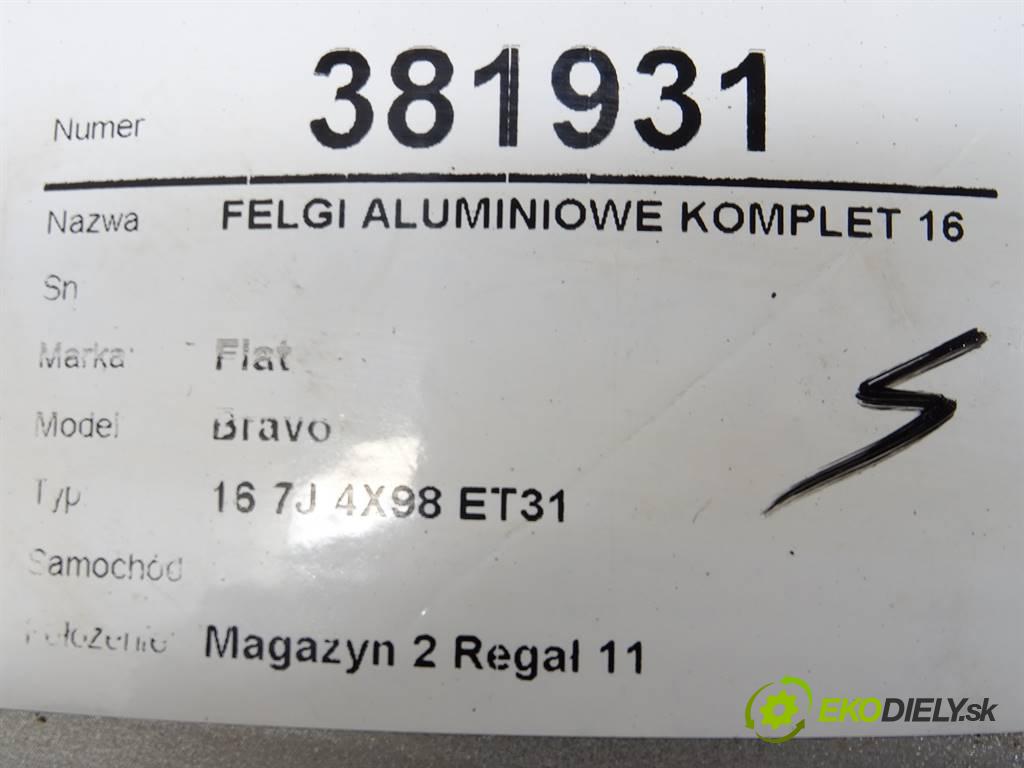 Numer 381931
Nazwa FELGI ALUMINIOWE KOMPLET 16
Sn
Marka: Fiat
Model Bravo
Typ 16 7J 4X98 ET31
Samochód
Położenie Magazyn 2 Regał 11
S
EKODIELY.sk